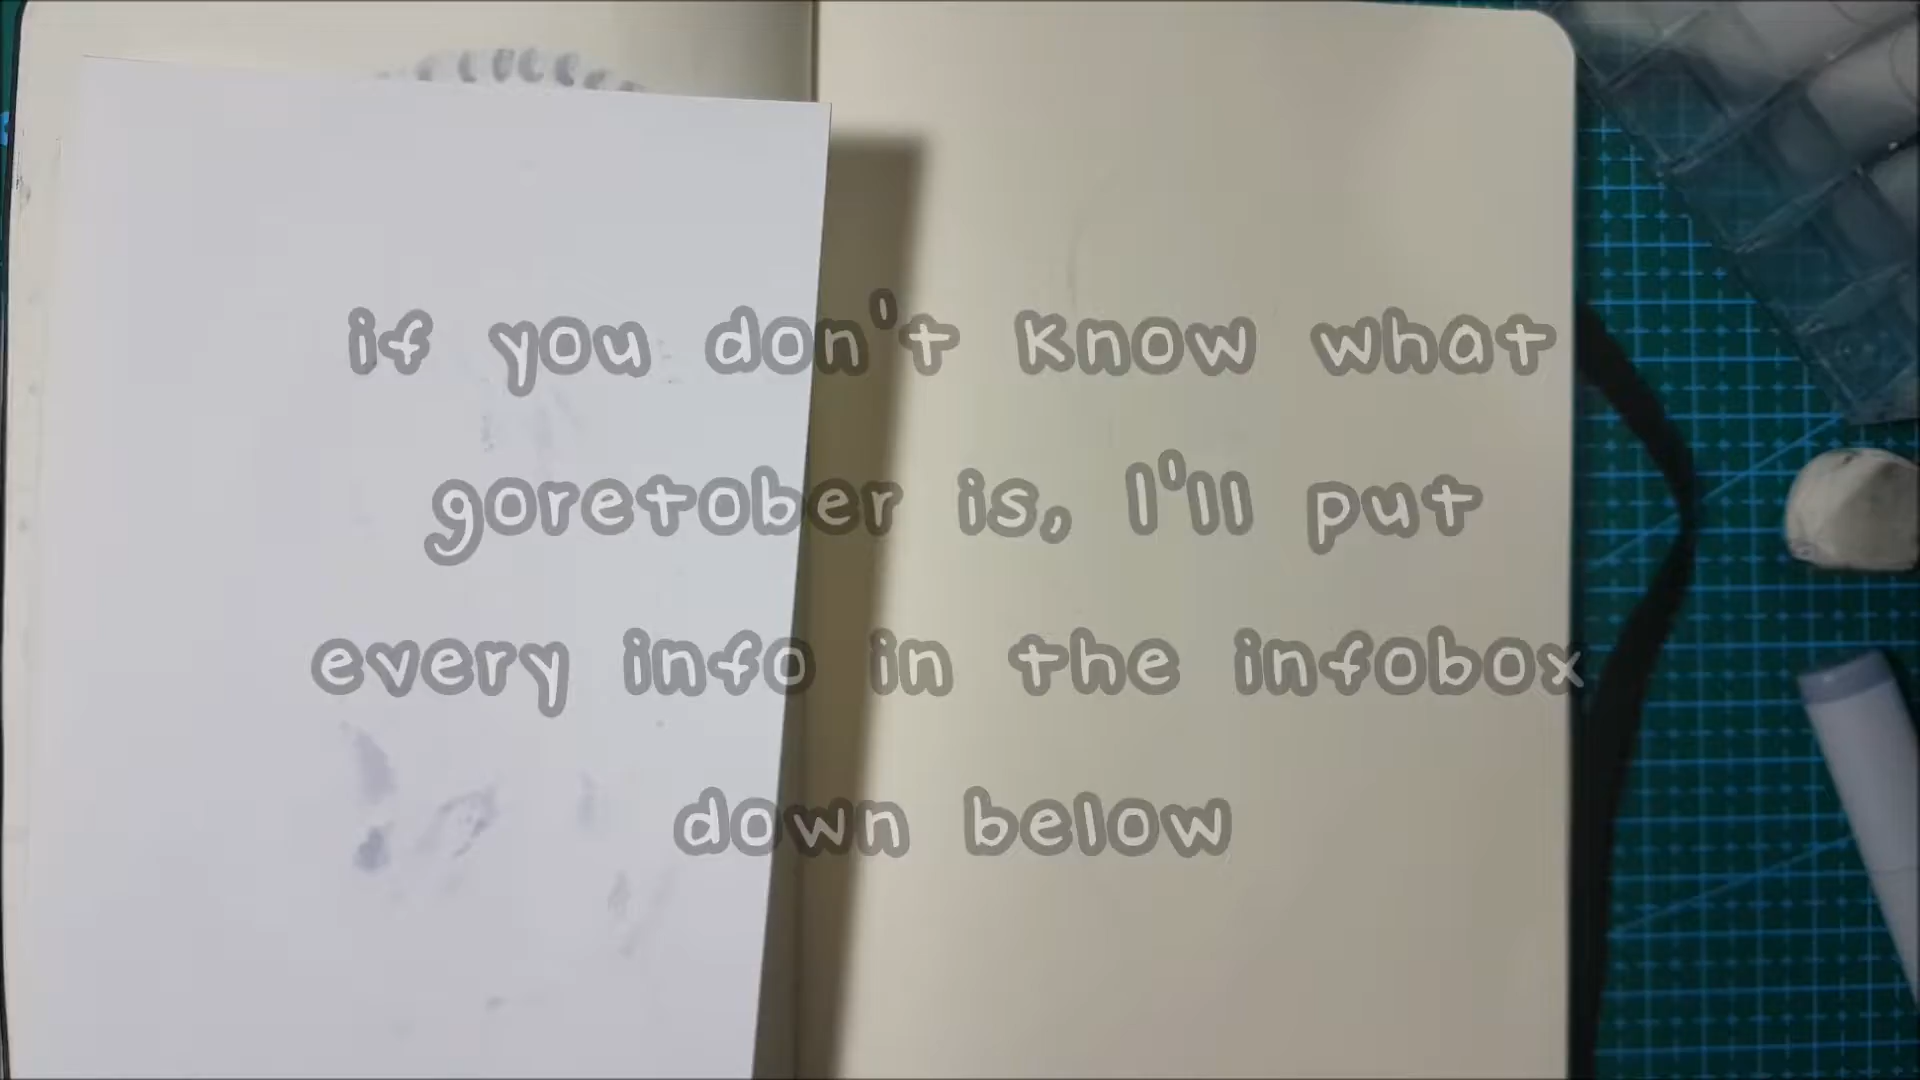 if you don't know what
goretober is, I'll put
every info in the infobox
down below